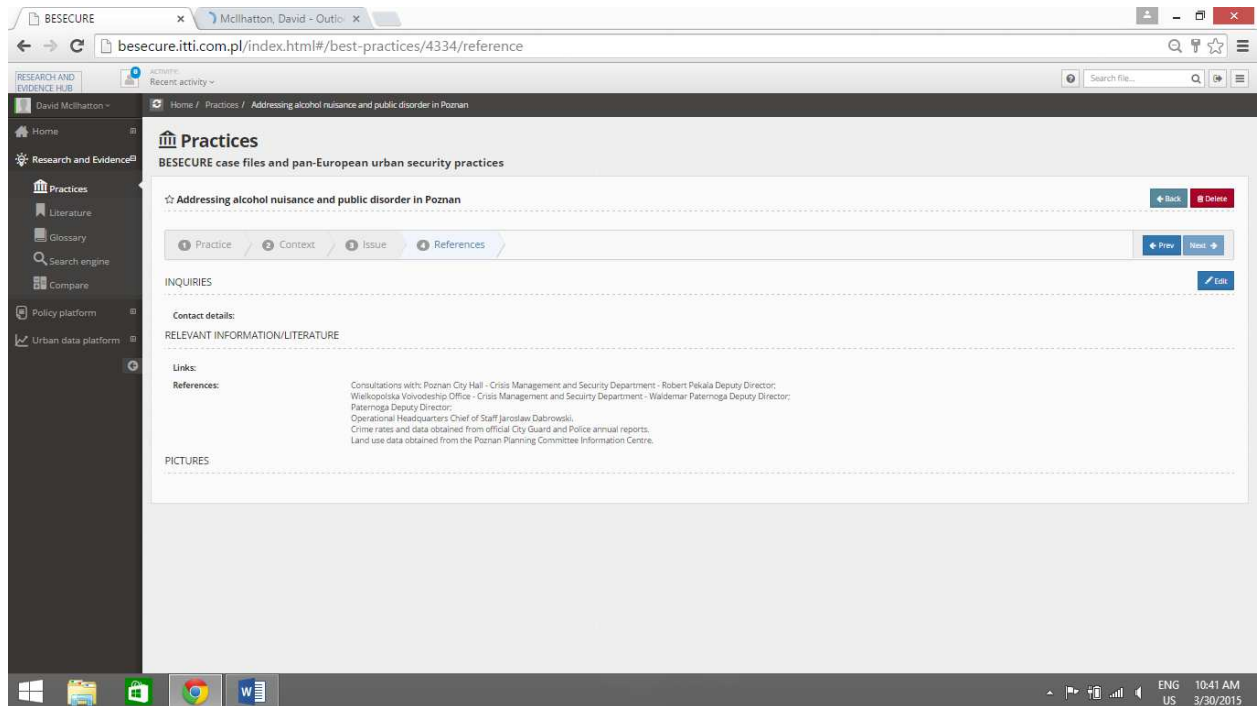 BESECURE
McIlhatton, David - Outlo
besecure.itti.com.pl/index.html#/best-practices/4334/reference
RESEARCH AND
EVIDENCE HUB
0
ACTIVITY:
Recent activity
Search file...
David McIlhatton
Home / Practices / Addressing alcohol nuisance and public disorder in Poznan
Home
Research and Evidence
Practices
Literature
Glossary
Search engine
Compare
Policy platform
Urban data platform
Practices
BESECURE case files and pan-European urban security practices
Addressing alcohol nuisance and public disorder in Poznan
Back
Delete
1 Practice
2 Context
3 Issue
4 References
Prev
Next
INQUIRIES
Edit
Contact details:
RELEVANT INFORMATION/LITERATURE
Links:
References:
Consultations with: Poznan City Hall - Crisis Management and Security Department - Robert Pekala Deputy Director;
Wielkopolska Voivodeship Office - Crisis Management and Secuirty Department - Waldemar Paternoga Deputy Director;
Paternoga Deputy Director;
Operational Headquarters Chief of Staff Jaroslaw Dabrowski.
Crime rates and data obtained from official City Guard and Police annual reports.
Land use data obtained from the Poznan Planning Committee Information Centre.
PICTURES
ENG
US
10:41 AM
3/30/2015